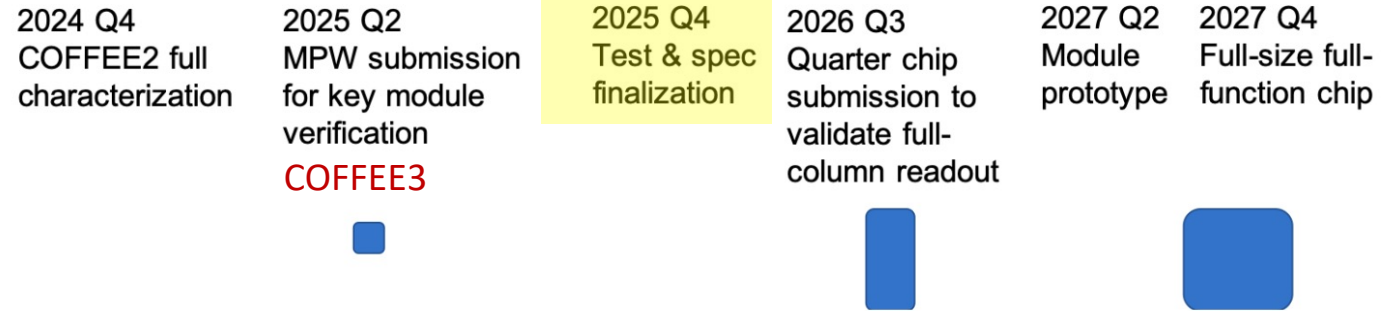 2024 Q4
COFFEE2 full
characterization
2025 Q2
MPW submission
for key module
verification
COFFEE3
2025 Q4
Test & spec
finalization
2026 Q3
Quarter chip
submission to
validate full-
column readout
2027 Q2
Module
prototype
2027 Q4
Full-size full-
function chip